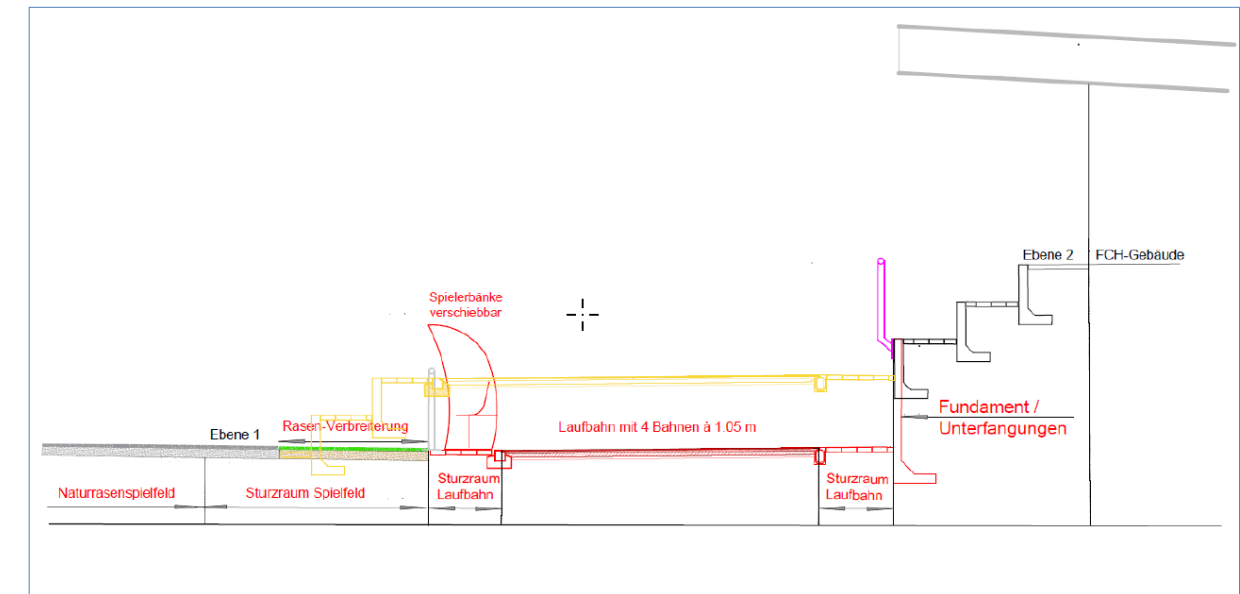 Ebene 2
FCH-Gebäude
Spielerbänke
verschiebbar
Fundament /
Unterfangungen
Rasen-Verbreiterung
Laufbahn mit 4 Bahnen à 1.05 m
Ebene 1
Sturzraum
Laufbahn
Sturzraum
Laufbahn
Naturrasenspielfeld
Sturzraum Spielfeld